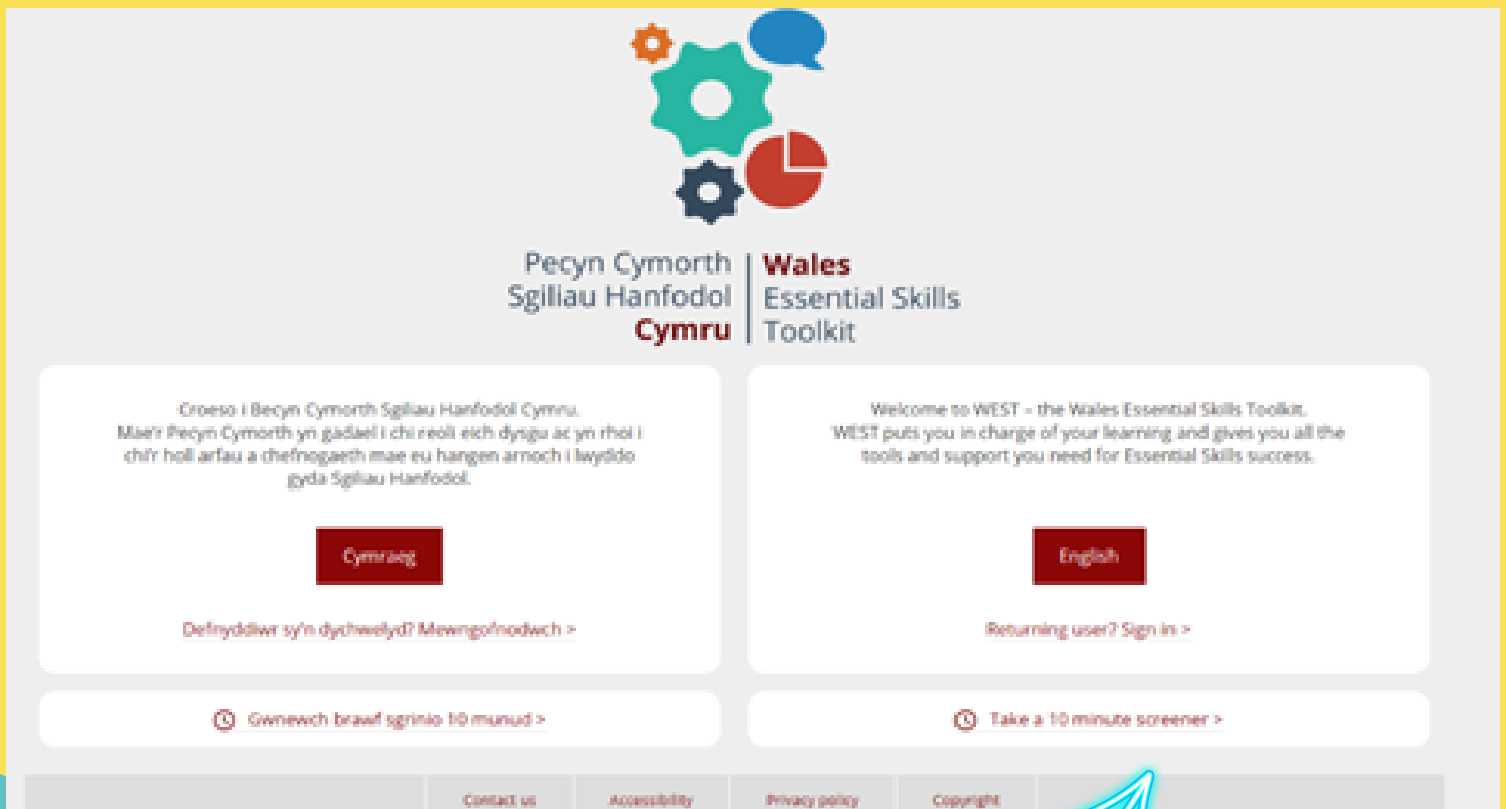 Pecyn Cymorth
Sgiliau Hanfodol
Cymru
Wales
Essential Skills
Toolkit
Croeso i Becyn Cymorth Sgiliau Hanfodol Cymru.
Mae'r Pecyn Cymorth yn gadael i chi reoli eich dysgu ac yn rhoi i
chi'r holl arfau a chefnogaeth mae eu hangen arnoch i lwyddo
gyda Sgiliau Hanfodol.
Cymraeg
Defnyddiwr sy'n dychwelyd? Mewngofnodwch >
Gwnewch brawf sgrinio 10 munud >
Welcome to WEST – the Wales Essential Skills Toolkit.
WEST puts you in charge of your learning and gives you all the
tools and support you need for Essential Skills success.
English
Returning user? Sign in >
Take a 10 minute screener >
Contact us
Accessibility
Privacy policy
Copyright